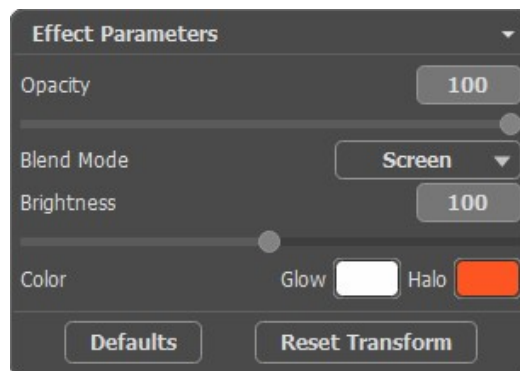 Effect Parameters
Opacity 100
Blend Mode Screen
Brightness 100
Color Glow Halo
Defaults Reset Transform